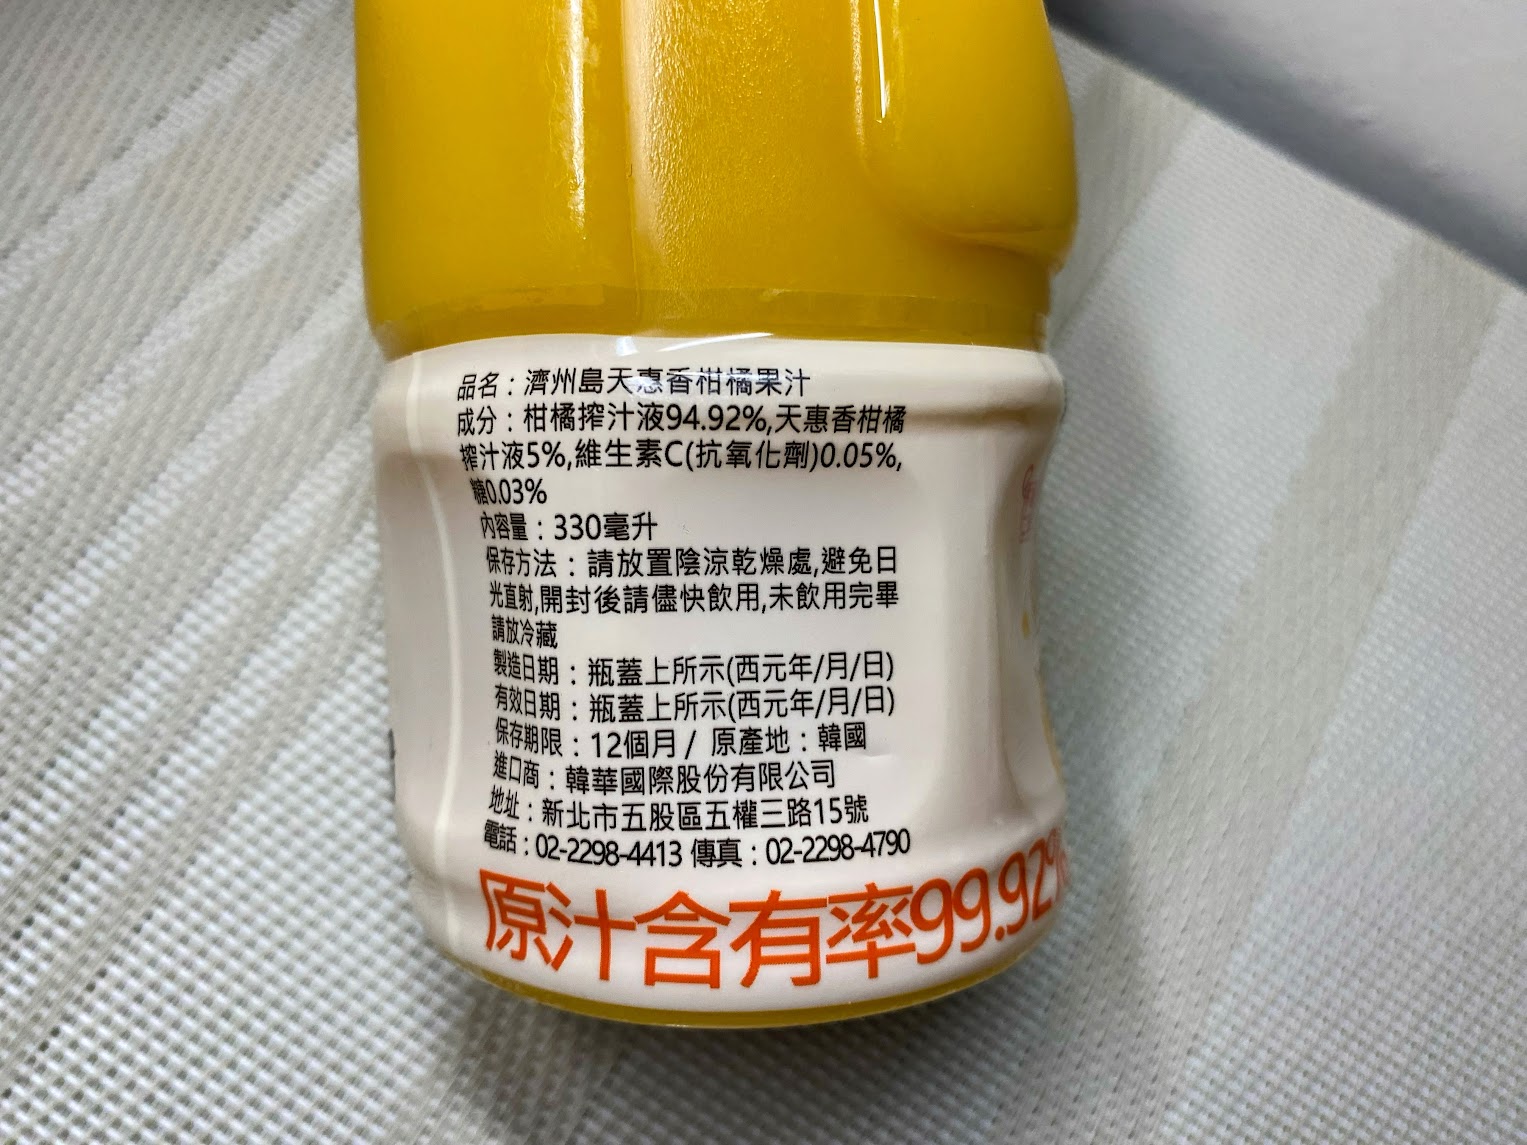 品名：濟州島天惠香柑橘果汁
成分：柑橘搾汁液94.92%,天惠香柑橘
搾汁液5%,維生素C(抗氧化劑)0.05%,
糖0.03%
內容量：330毫升
保存方法：請放置陰涼乾燥處,避免日
光直射,開封後請儘快飲用,未飲用完畢
請放冷藏
製造日期：瓶蓋上所示(西元年/月/日)
有效日期：瓶蓋上所示(西元年/月/日)
保存期限：12個月/ 原產地：韓國
進口商：韓華國際股份有限公司
地址：新北市五股區五權三路15號
電話：02-2298-4413 傳真：02-2298-4790
原汁含有率99.92%